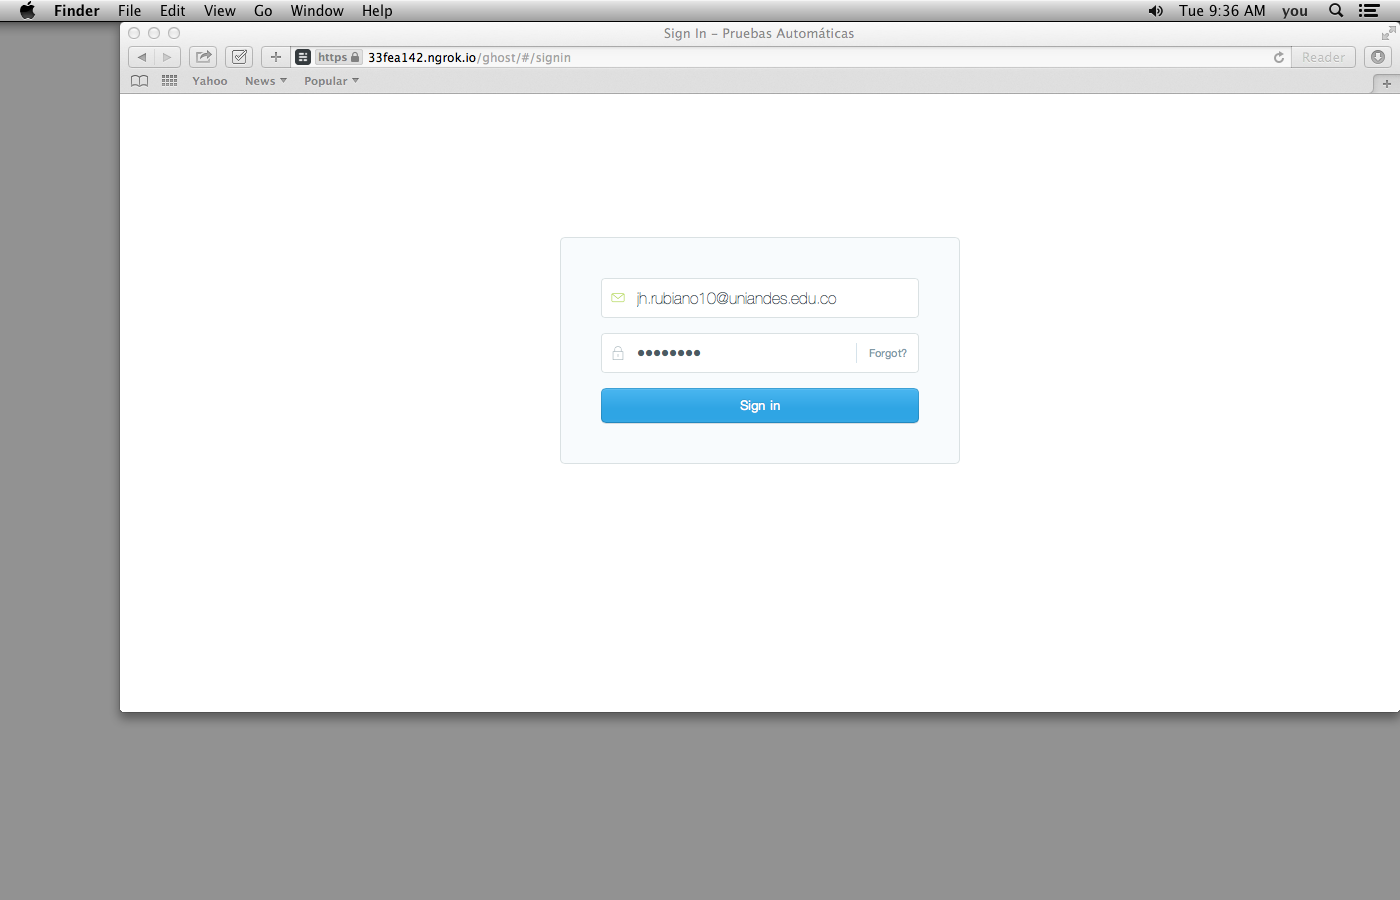 Finder File Edit View Go Window Help Tue 9:36 AM you
Sign In – Pruebas Automáticas
https 33fea142.ngrok.io/ghost/#/signin Reader
Yahoo News Popular
jh.rubiano10@uniandes.edu.co
Forgot?
Sign in